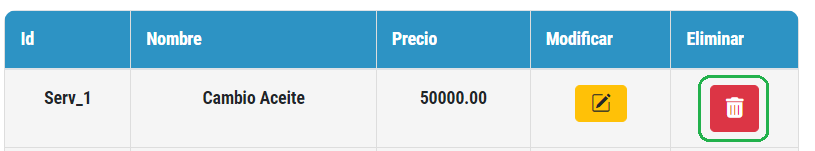 Id Nombre Precio Modificar Eliminar
Serv_1 Cambio Aceite 50000.00